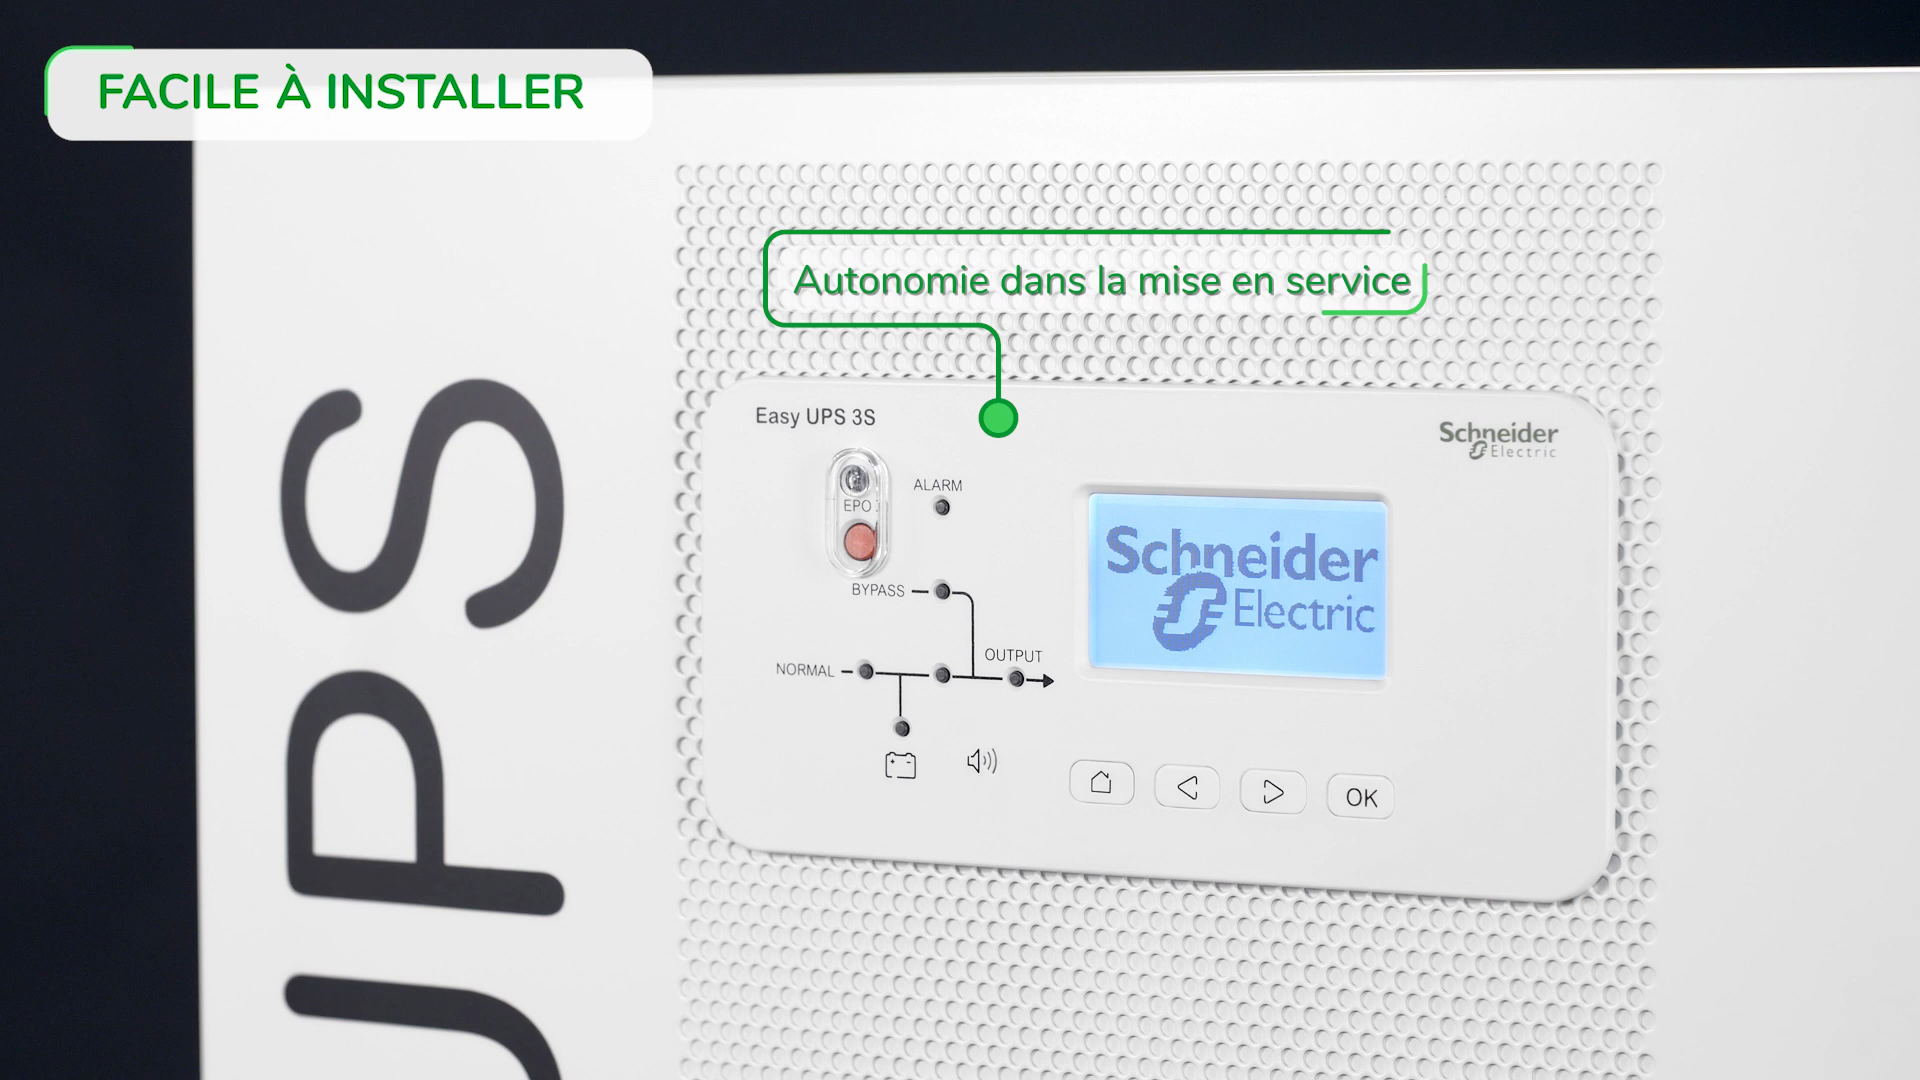 FACILE À INSTALLER
Autonomie dans la mise en service
Easy UPS 3S
Schneider
Electric
ALARM
EPO
BYPASS
OUTPUT
NORMAL
Schneider
Electric
OK
UPS